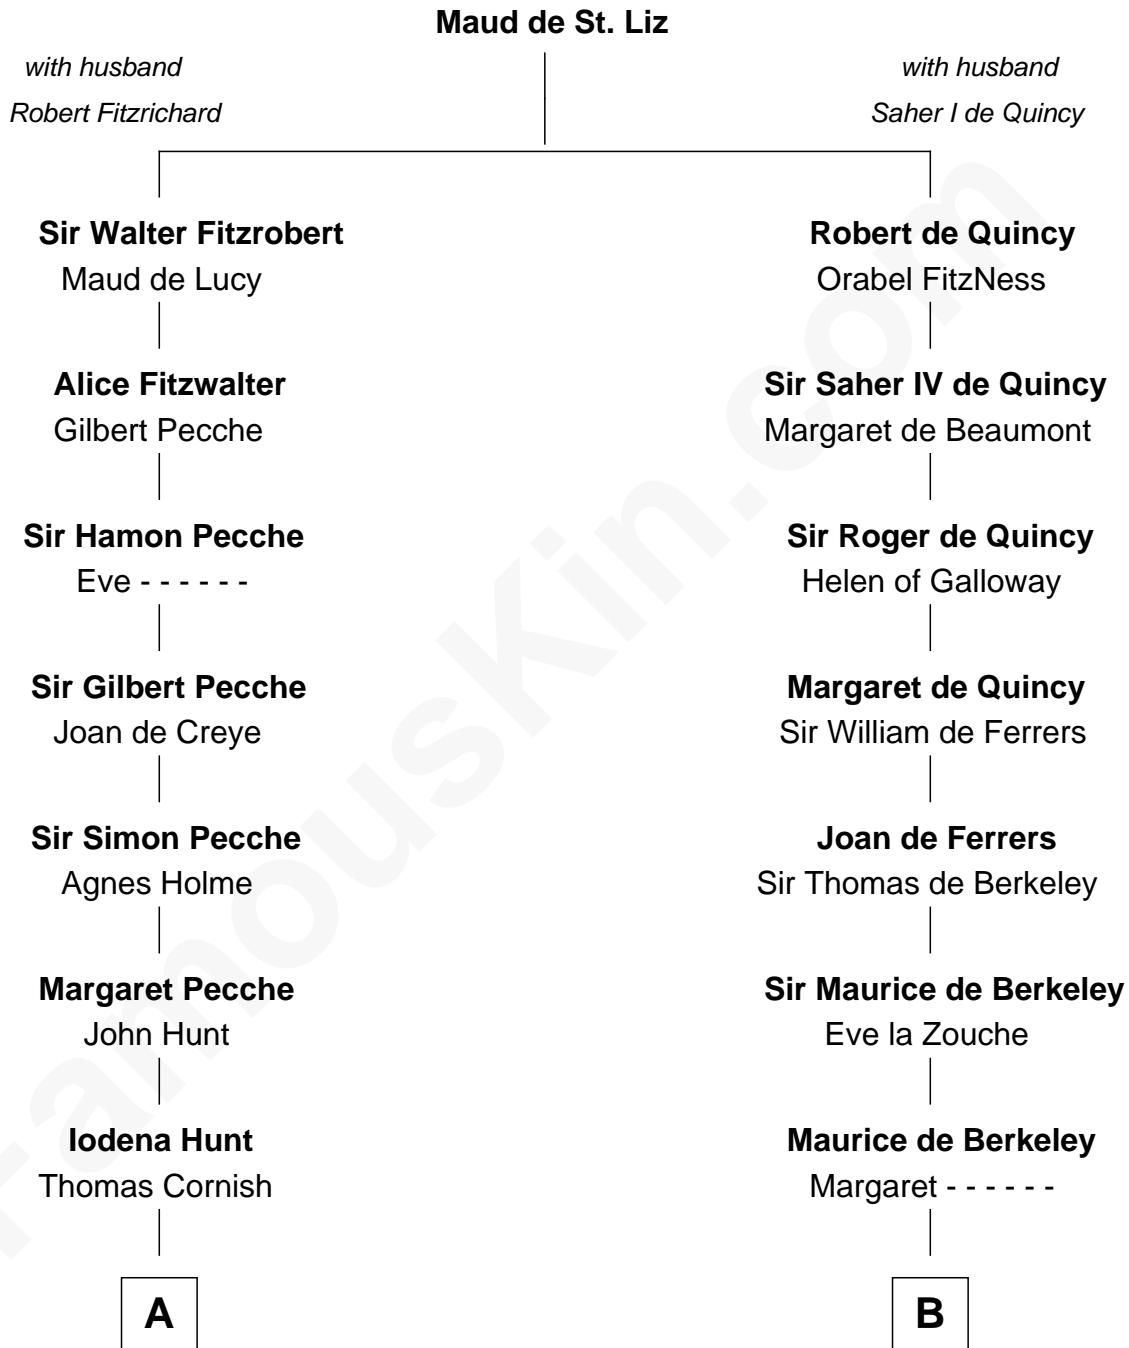 Maud de St. Liz
with husband
Robert Fitzrichard
with husband
Saher I de Quincy
Sir Walter Fitzrobert
Maud de Lucy
Robert de Quincy
Orabel FitzNess
Alice Fitzwalter
Gilbert Pecche
Sir Saher IV de Quincy
Margaret de Beaumont
Sir Hamon Pecche
Eve - - - - - -
Sir Roger de Quincy
Helen of Galloway
Sir Gilbert Pecche
Joan de Creye
Margaret de Quincy
Sir William de Ferrers
Sir Simon Pecche
Agnes Holme
Joan de Ferrers
Sir Thomas de Berkeley
Margaret Pecche
John Hunt
Sir Maurice de Berkeley
Eve la Zouche
Iodena Hunt
Thomas Cornish
Maurice de Berkeley
Margaret - - - - - -
A
B
FamousKin.com